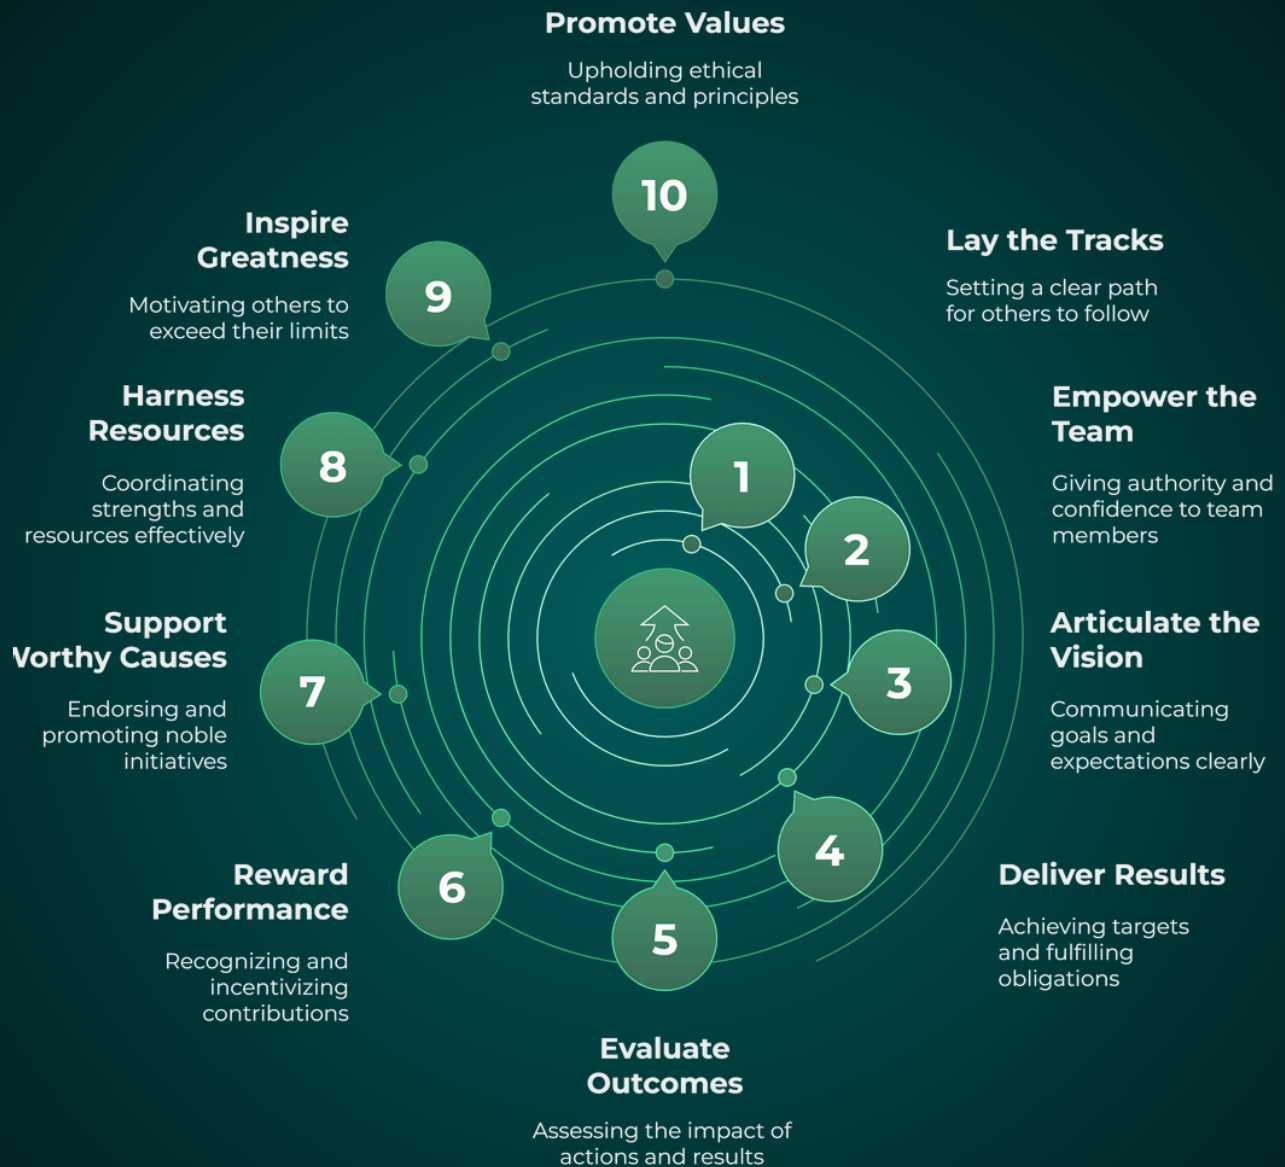 Promote Values
Upholding ethical
standards and principles
10
Lay the Tracks
Setting a clear path
for others to follow
1
Empower the
Team
Giving authority and
confidence to team
members
2
Articulate the
Vision
Communicating
goals and
expectations clearly
3
Deliver Results
Achieving targets
and fulfilling
obligations
4
Evaluate
Outcomes
Assessing the impact of
actions and results
5
Reward
Performance
Recognizing and
incentivizing
contributions
6
Support
Worthy Causes
Endorsing and
promoting noble
initiatives
7
Harness
Resources
Coordinating
strengths and
resources effectively
8
Inspire
Greatness
Motivating others to
exceed their limits
9